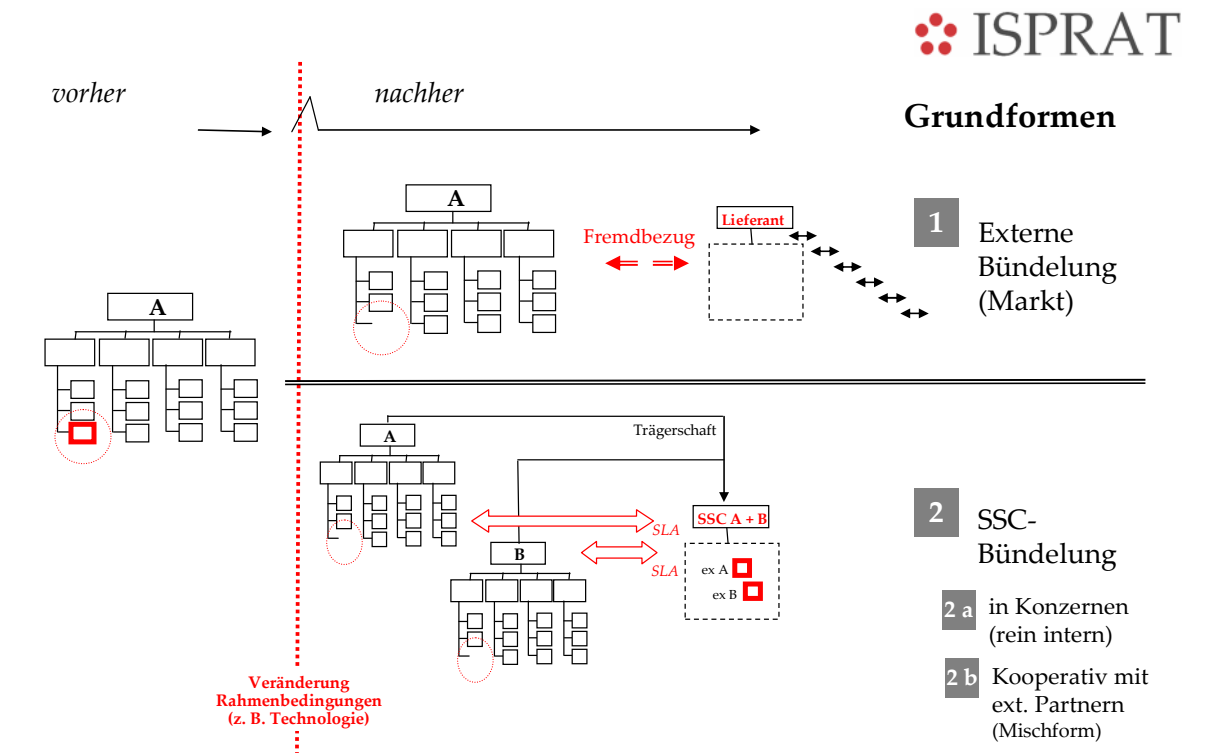 ISPRAT
vorher
nachher
Grundformen
A
A
Fremdbezug
Lieferant
1
Externe
Bündelung
(Markt)
A
Trägerschaft
B
SLA
SLA
SSC A + B
ex A
ex B
2
SSC-
Bündelung
2 a
in Konzernen
(rein intern)
2 b
Kooperativ mit
ext. Partnern
(Mischform)
Veränderung
Rahmenbedingungen
(z. B. Technologie)